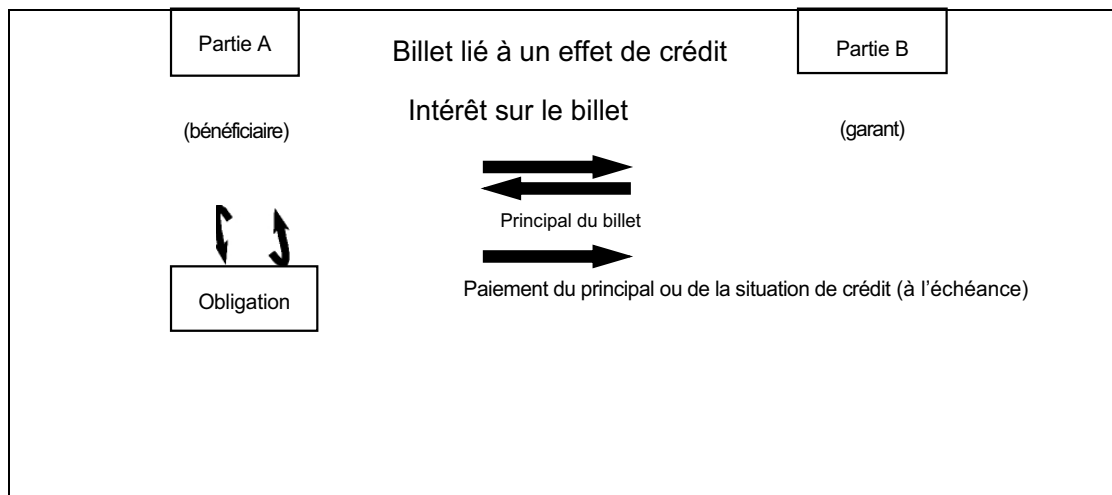 Partie A
Billet lié à un effet de crédit
Partie B
Intérêt sur le billet
(bénéficiaire)
(garant)
Principal du billet
Obligation
Paiement du principal ou de la situation de crédit (à l’échéance)